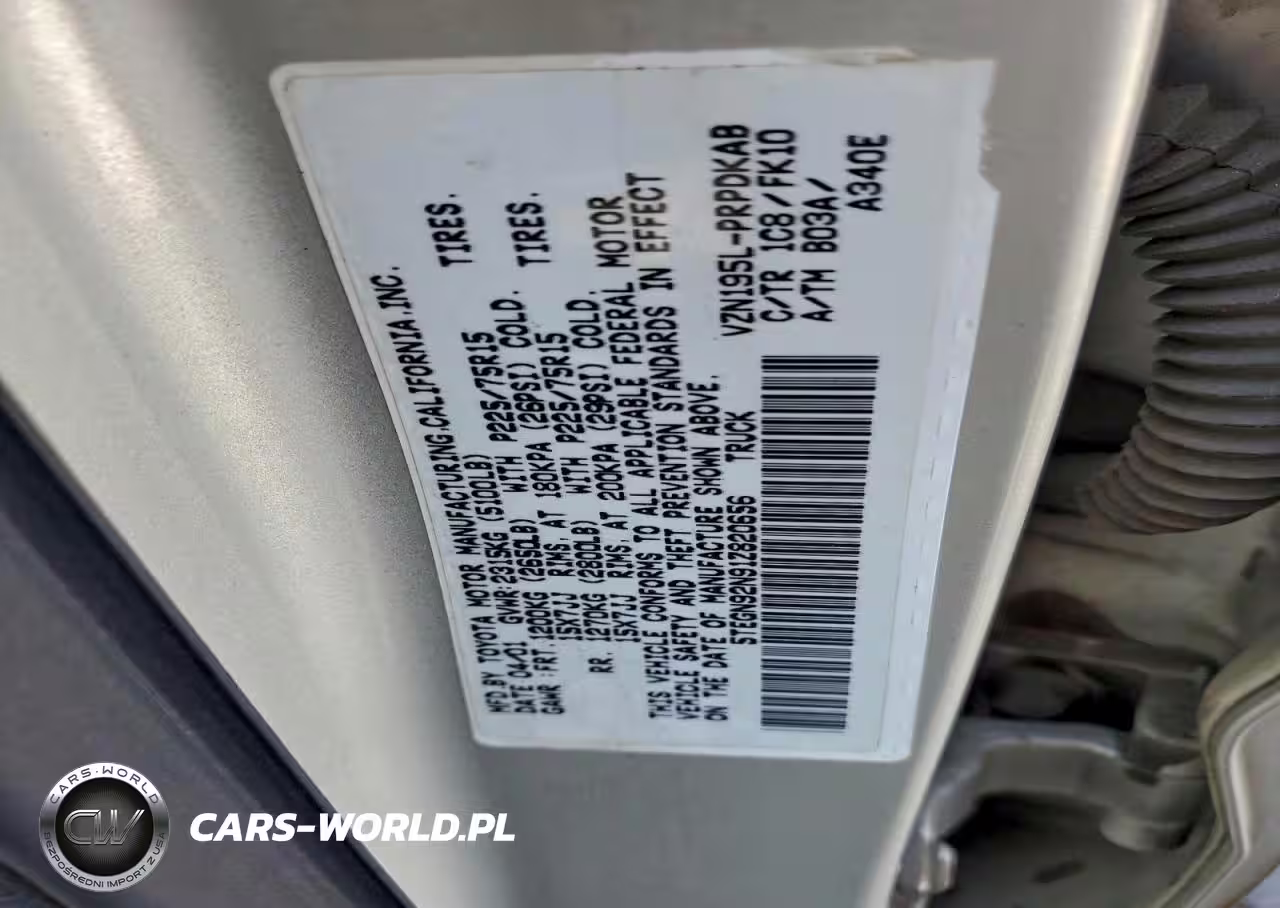 MFD.BY TOYOTA MOTOR MANUFACTURING.CALIFORNIA.INC.
DATE 04/01 GVWR:2315KG (5100LB)
GAWR:FRT.1200KG (2650LB) WITH P225/75R15 TIRES.
15X7JJ RIMS.AT 180KPA (26PSI) COLD.
RR. 1270KG (2800LB) WITH P225/75R15 TIRES.
15X7JJ RIMS.AT 200KPA (29PSI) COLD.
THIS VEHICLE CONFORMS TO ALL APPLICABLE FEDERAL MOTOR
VEHICLE SAFETY AND THEFT PREVENTION STANDARDS IN EFFECT
ON THE DATE OF MANUFACTURE SHOWN ABOVE.
5TEGN92N91Z820656 TRUCK
VZN195L-PRPDKAB
C/TR 1C8/FK10
A/TM B03A/
A340E
CARS-WORLD
CW
BEZPOŚREDNI IMPORT Z USA
CARS-WORLD.PL